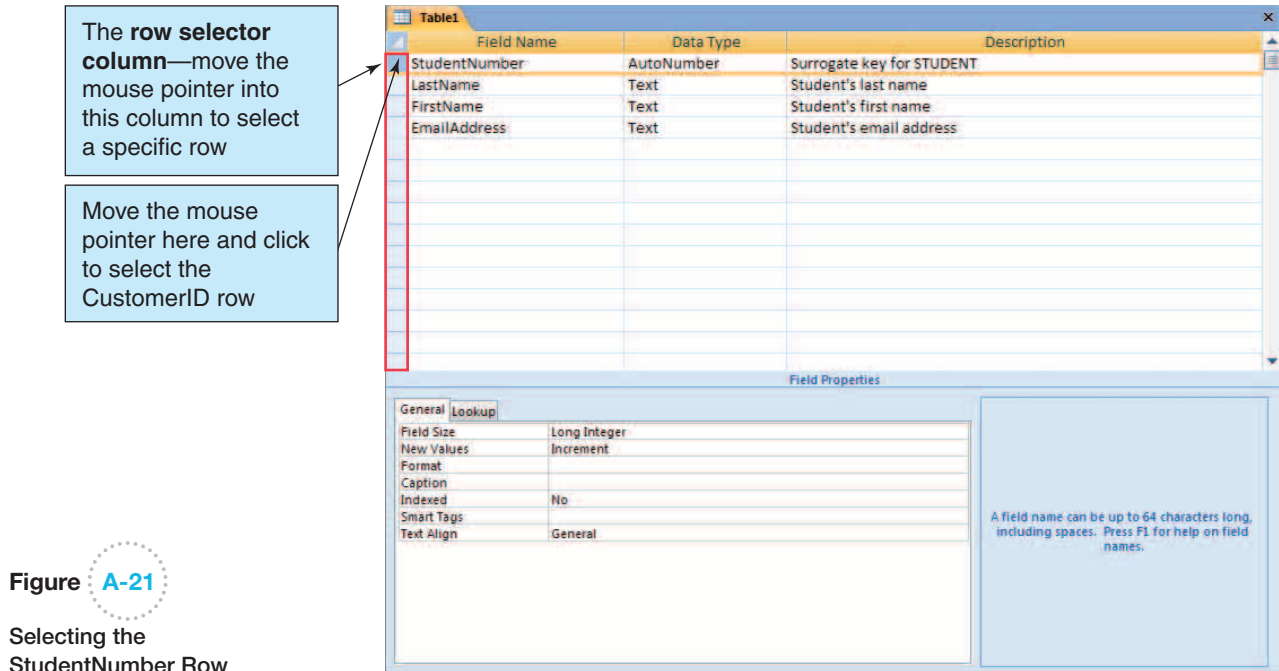 The row selector
column—move the
mouse pointer into
this column to select
a specific row
Move the mouse
pointer here and click
to select the
CustomerID row
Table1
Field Name Data Type Description
StudentNumber AutoNumber Surrogate key for STUDENT
LastName Text Student's last name
FirstName Text Student's first name
EmailAddress Text Student's email address
Field Properties
General Lookup
Field Size Long Integer
New Values Increment
Format
Caption
Indexed No
Smart Tags
Text Align General
A field name can be up to 64 characters long,
including spaces. Press F1 for help on field
names.
Figure A-21
Selecting the
StudentNumber Row